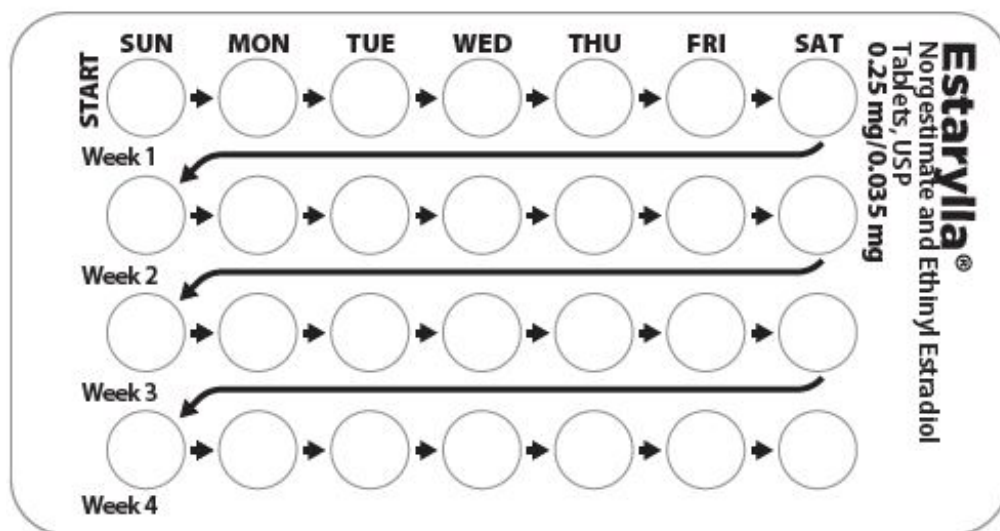 SUN MON TUE WED THU FRI SAT
START
Week 1
Week 2
Week 3
Week 4
Estarylla®
Norgestimate and Ethinyl Estradiol
Tablets, USP
0.25 mg/0.035 mg